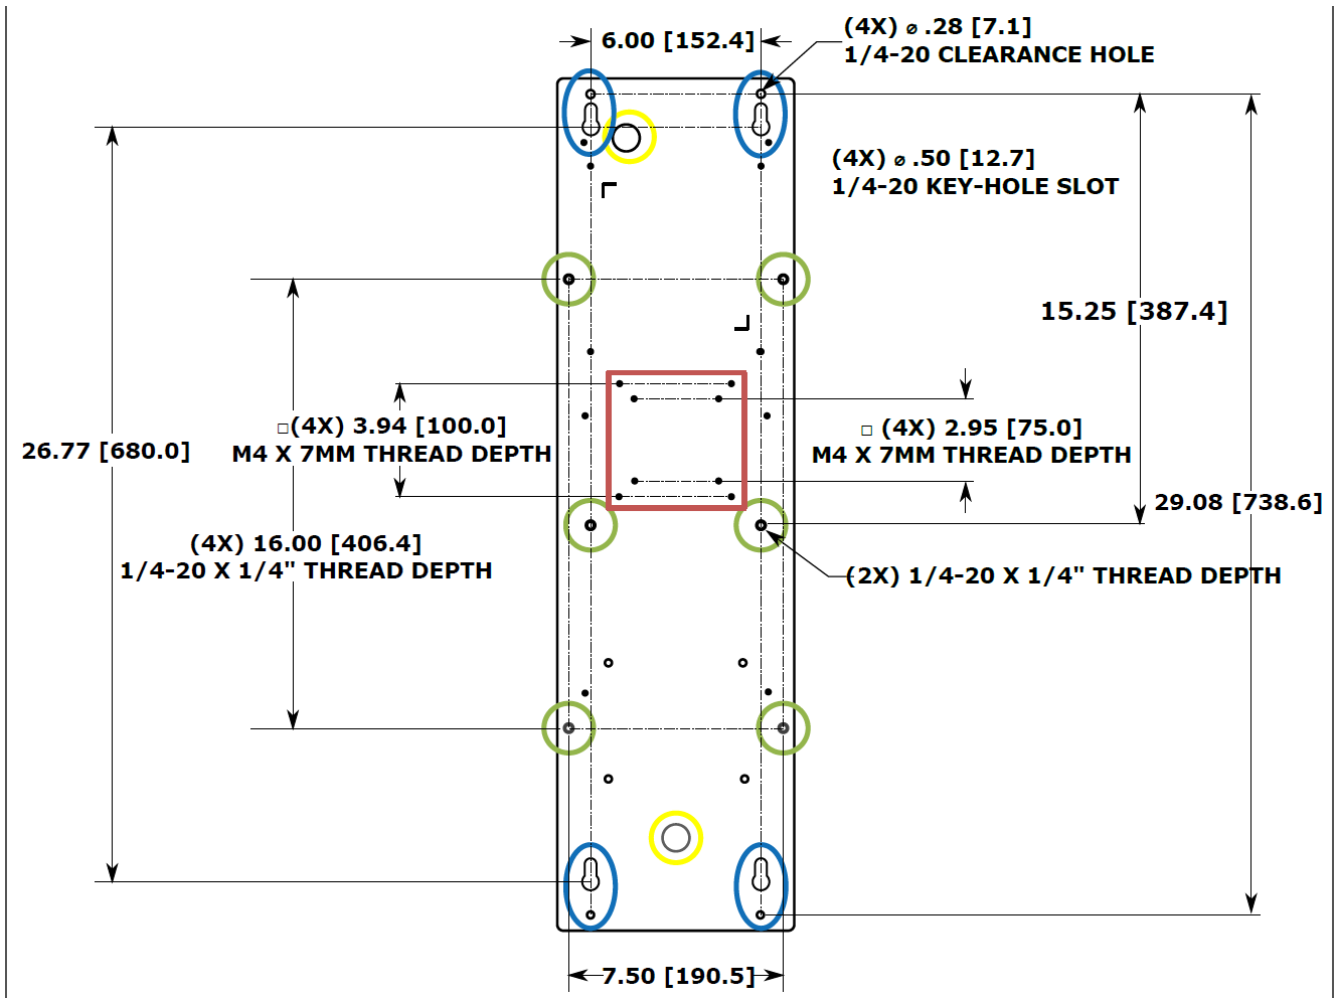 6.00 [152.4]
(4X) ⌀ .28 [7.1]
1/4-20 CLEARANCE HOLE
(4X) ⌀ .50 [12.7]
1/4-20 KEY-HOLE SLOT
15.25 [387.4]
□(4X) 3.94 [100.0]
M4 X 7MM THREAD DEPTH
□ (4X) 2.95 [75.0]
M4 X 7MM THREAD DEPTH
26.77 [680.0]
29.08 [738.6]
(4X) 16.00 [406.4]
1/4-20 X 1/4" THREAD DEPTH
(2X) 1/4-20 X 1/4" THREAD DEPTH
7.50 [190.5]